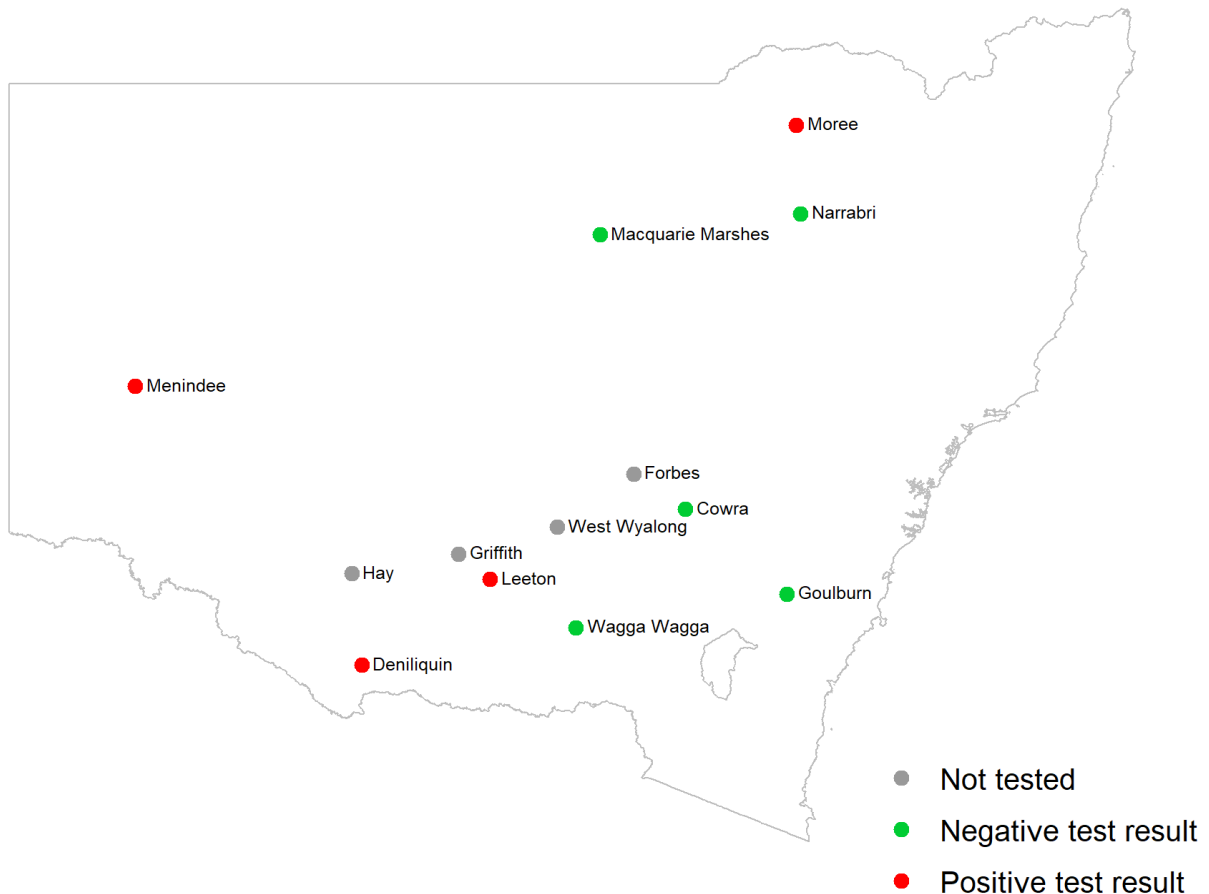 Moree
Narrabri
Macquarie Marshes
Menindee
Forbes
Cowra
West Wyalong
Griffith
Hay
Leeton
Goulburn
Wagga Wagga
Deniliquin
Not tested
Negative test result
Positive test result